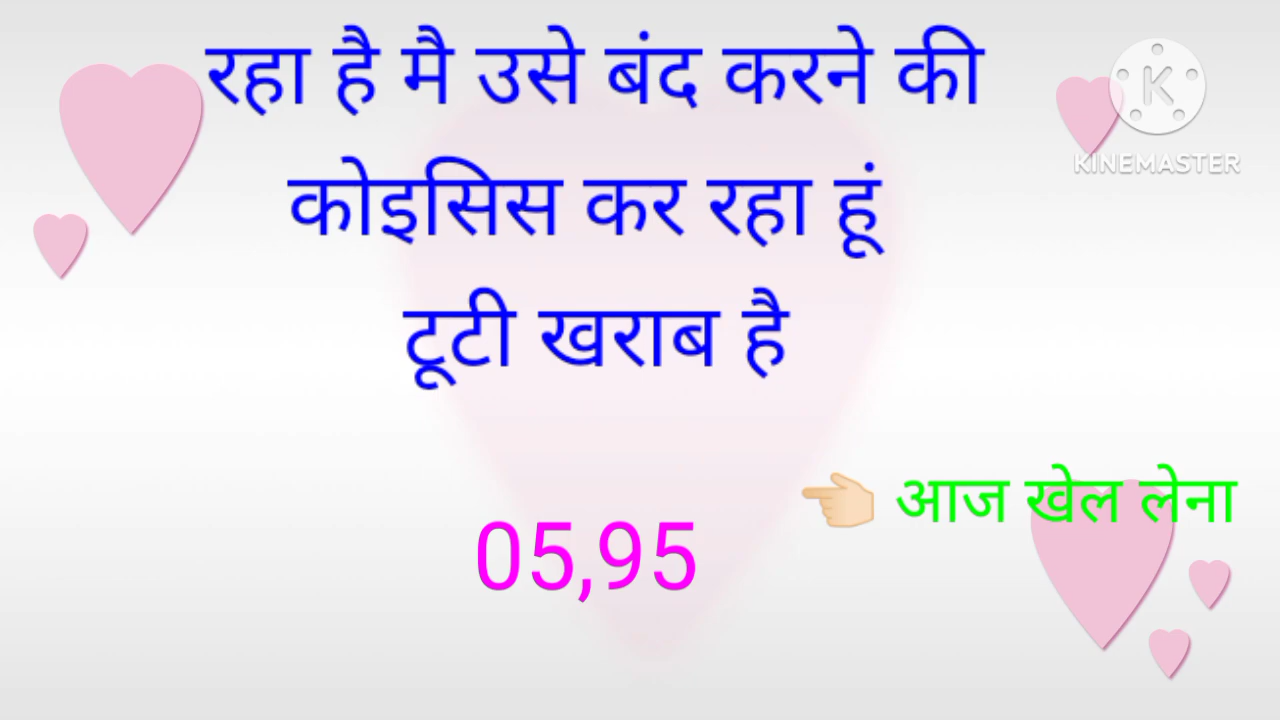 रहा है मै उसे बंद करने की
KINEMASTER
कोइसिस कर रहा हूं
टूटी खराब है
👈 आज खेल लेना
05,95